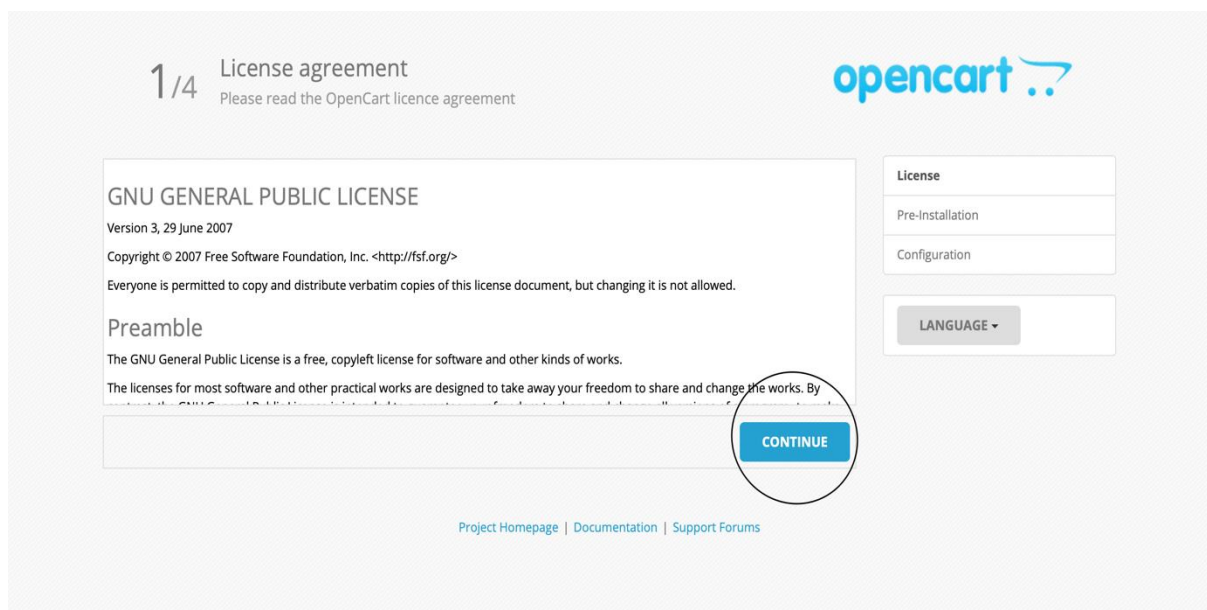 1/4
License agreement
Please read the OpenCart licence agreement
opencart
GNU GENERAL PUBLIC LICENSE
Version 3, 29 June 2007
Copyright © 2007 Free Software Foundation, Inc. <http://fsf.org/>
Everyone is permitted to copy and distribute verbatim copies of this license document, but changing it is not allowed.
Preamble
The GNU General Public License is a free, copyleft license for software and other kinds of works.
The licenses for most software and other practical works are designed to take away your freedom to share and change the works. By
CONTINUE
License
Pre-Installation
Configuration
LANGUAGE
Project Homepage | Documentation | Support Forums